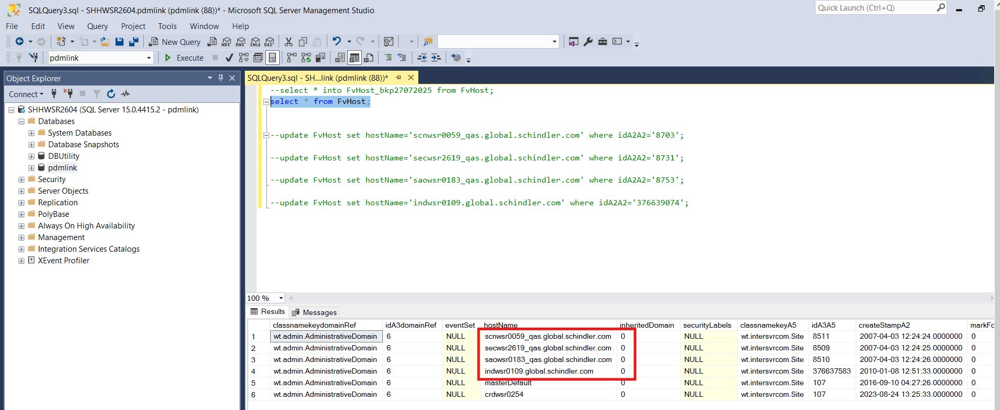 SQLQuery3.sql - SHHWSR2604.pdmlink (pdmlink (88))* - Microsoft SQL Server Management Studio
Quick Launch (Ctrl+Q)
File Edit View Query Project Tools Window Help
New Query MDX DMX XMLA DAX
pdmlink Execute
Object Explorer
SQLQuery3.sql - SH...link (pdmlink (88))*
Connect
SHHWSR2604 (SQL Server 15.0.4415.2 - pdmlink)
Databases
System Databases
Database Snapshots
DBUtility
pdmlink
Security
Server Objects
Replication
PolyBase
Always On High Availability
Management
Integration Services Catalogs
XEvent Profiler
--select * into FvHost_bkp27072025 from FvHost;
select * from FvHost;
--update FvHost set hostName='scnwsr0059_qas.global.schindler.com' where idA2A2='8703';
--update FvHost set hostName='secwsr2619_qas.global.schindler.com' where idA2A2='8731';
--update FvHost set hostName='saowsr0183_qas.global.schindler.com' where idA2A2='8753';
--update FvHost set hostName='indwsr0109.global.schindler.com' where idA2A2='376639074';
100 %
Results Messages
classnamekeydomainRef idA3domainRef eventSet hostName inheritedDomain securityLabels classnamekeyA5 idA3A5 createStampA2 markFo
1 wt.admin.AdministrativeDomain 6 NULL scnwsr0059_qas.global.schindler.com 0 NULL wt.intersvrcom.Site 8511 2007-04-03 12:24:24.0000000 0
2 wt.admin.AdministrativeDomain 6 NULL secwsr2619_qas.global.schindler.com 0 NULL wt.intersvrcom.Site 8509 2007-04-03 12:24:25.0000000 0
3 wt.admin.AdministrativeDomain 6 NULL saowsr0183_qas.global.schindler.com 0 NULL wt.intersvrcom.Site 8510 2007-04-03 12:24:26.0000000 0
4 wt.admin.AdministrativeDomain 6 NULL indwsr0109.global.schindler.com 0 NULL wt.intersvrcom.Site 376637583 2010-01-08 12:51:33.0000000 0
5 wt.admin.AdministrativeDomain 6 NULL masterDefault 0 NULL wt.intersvrcom.Site 107 2016-09-10 04:27:26.0000000 0
6 wt.admin.AdministrativeDomain 6 NULL crdwsr0254 0 NULL wt.intersvrcom.Site 107 2023-08-24 13:25:33.0000000 0